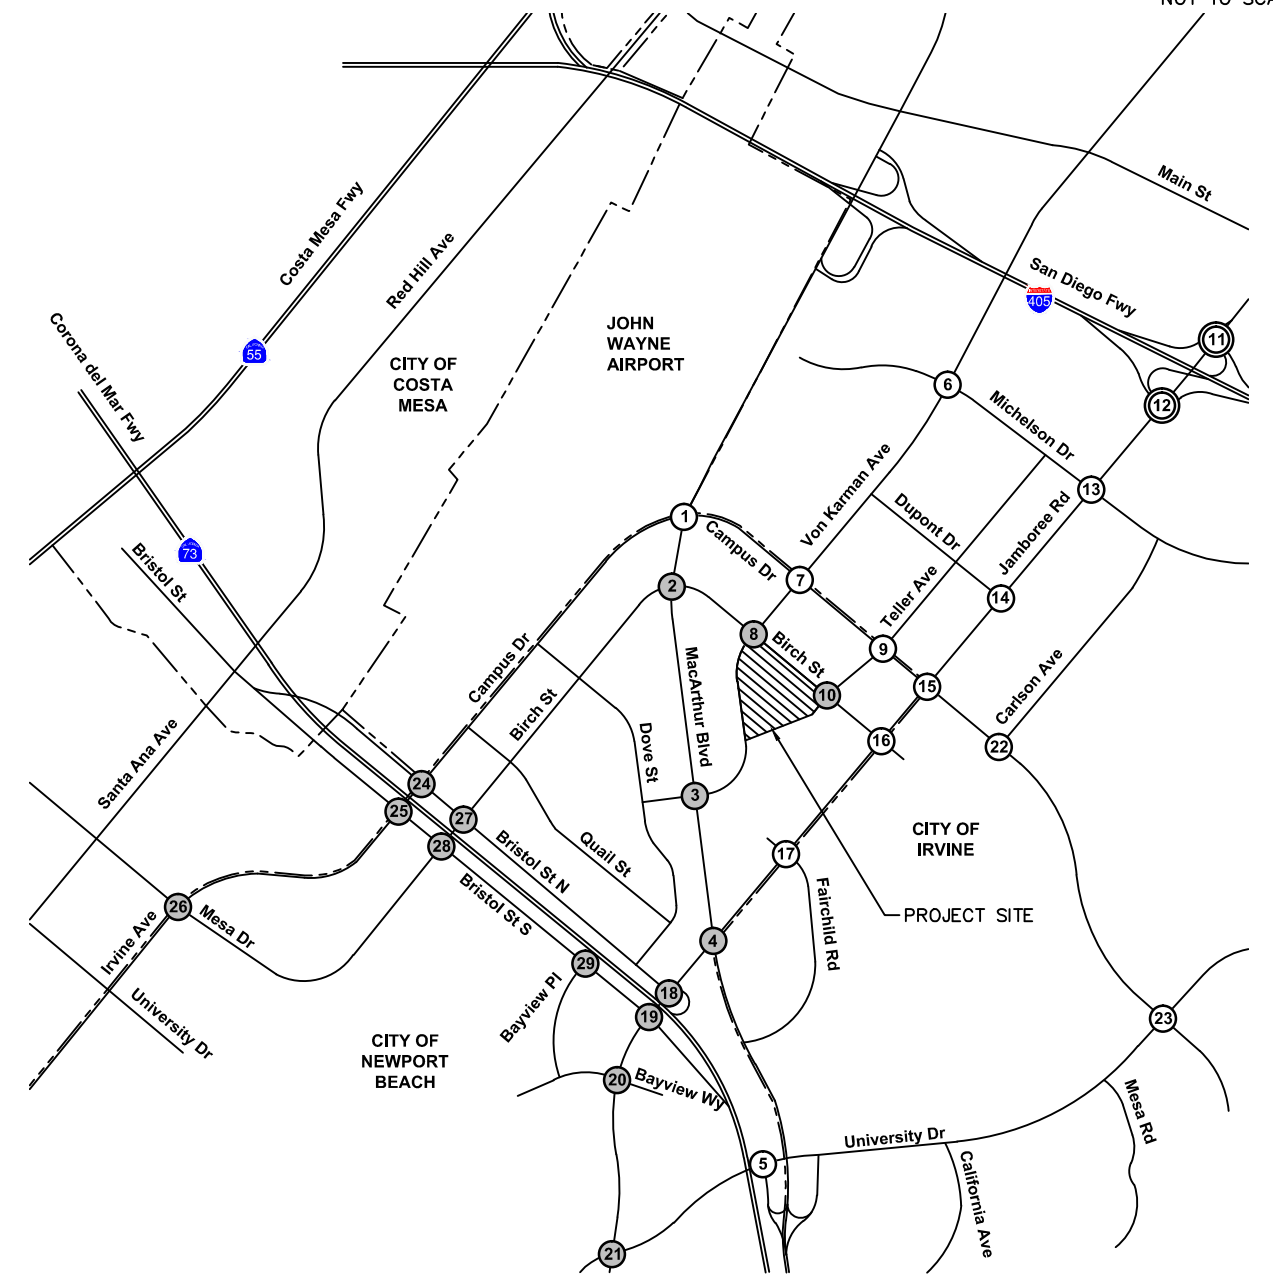 Main St
Costa Mesa Fwy
Red Hill Ave
San Diego Fwy
405
Corona del Mar Fwy
55
JOHN
WAYNE
AIRPORT
CITY OF
COSTA
MESA
11
12
6
Michelson Dr
13
Von Karman Ave
Dupont Dr
Jamboree Rd
1
Campus Dr
73
Bristol St
7
2
Teller Ave
14
8
Birch St
9
10
15
Carlson Ave
16
22
Campus Dr
Birch St
MacArthur Blvd
Dove St
Santa Ana Ave
24
25
27
28
3
Bristol St N
Quail St
CITY OF
IRVINE
17
Fairchild Rd
PROJECT SITE
Bristol St S
26
Mesa Dr
Irvine Ave
University Dr
4
29
18
19
Bayview Pl
20
Bayview Wy
CITY OF
NEWPORT
BEACH
23
Mesa Rd
University Dr
5
California Ave
21